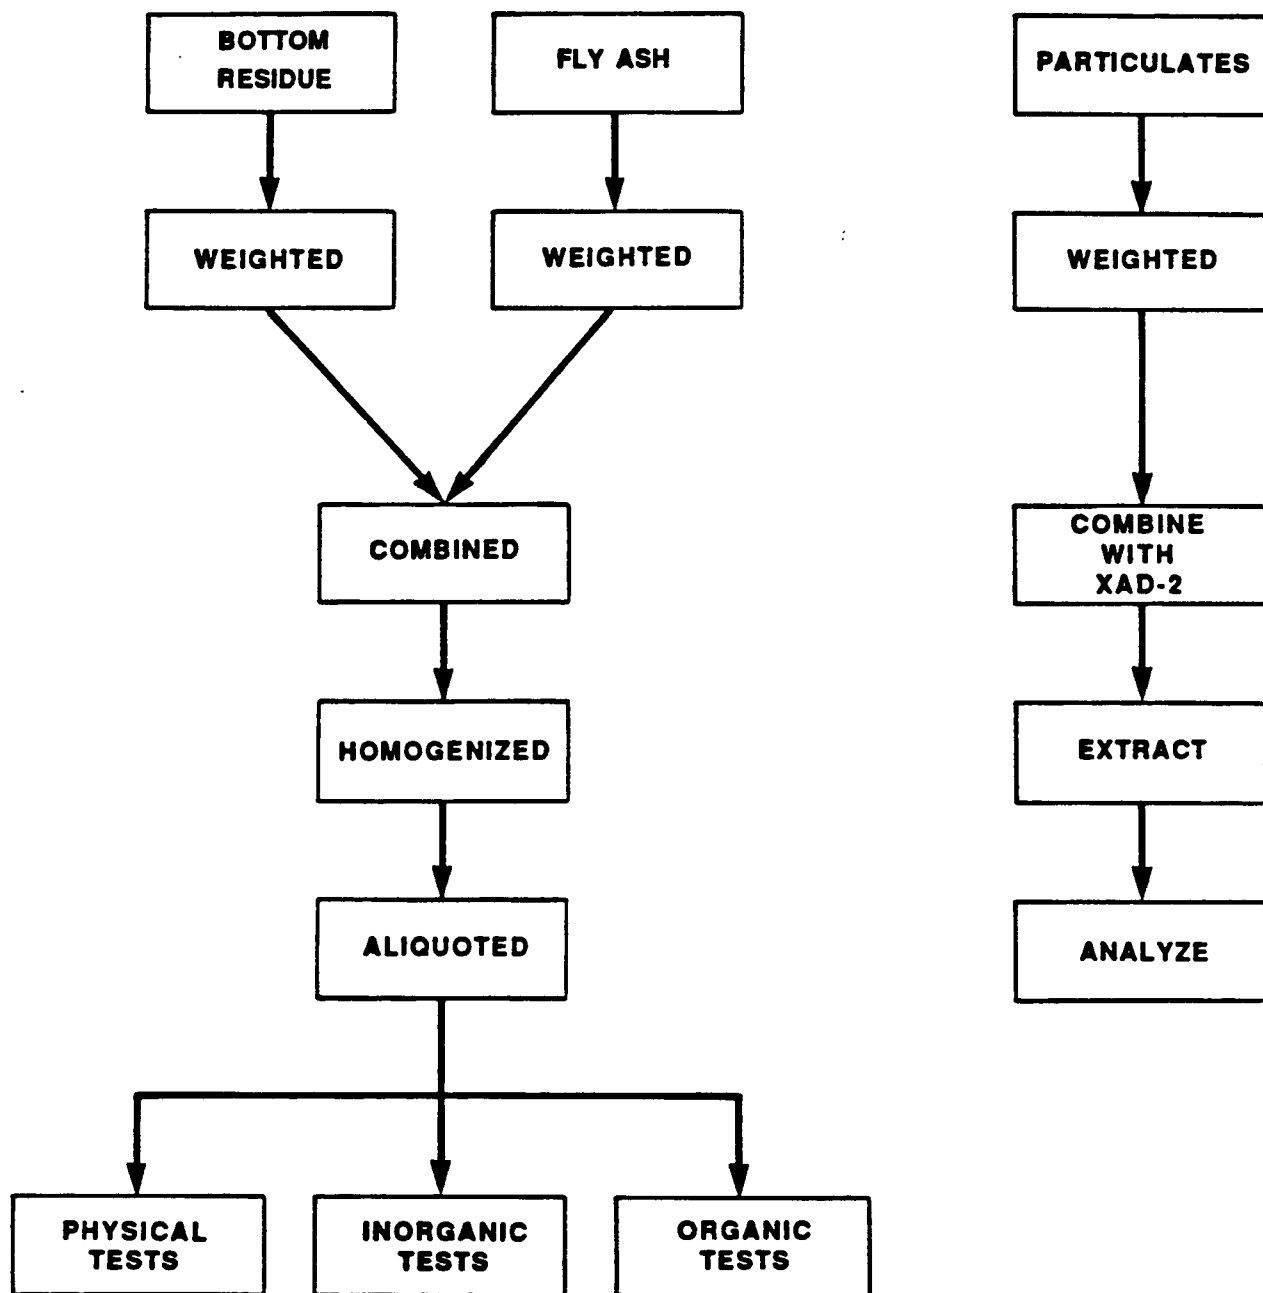 BOTTOM
RESIDUE
FLY ASH
PARTICULATES
WEIGHTED
WEIGHTED
WEIGHTED
COMBINED
COMBINE
WITH
XAD-2
HOMOGENIZED
EXTRACT
ALIQUOTED
ANALYZE
PHYSICAL
TESTS
INORGANIC
TESTS
ORGANIC
TESTS